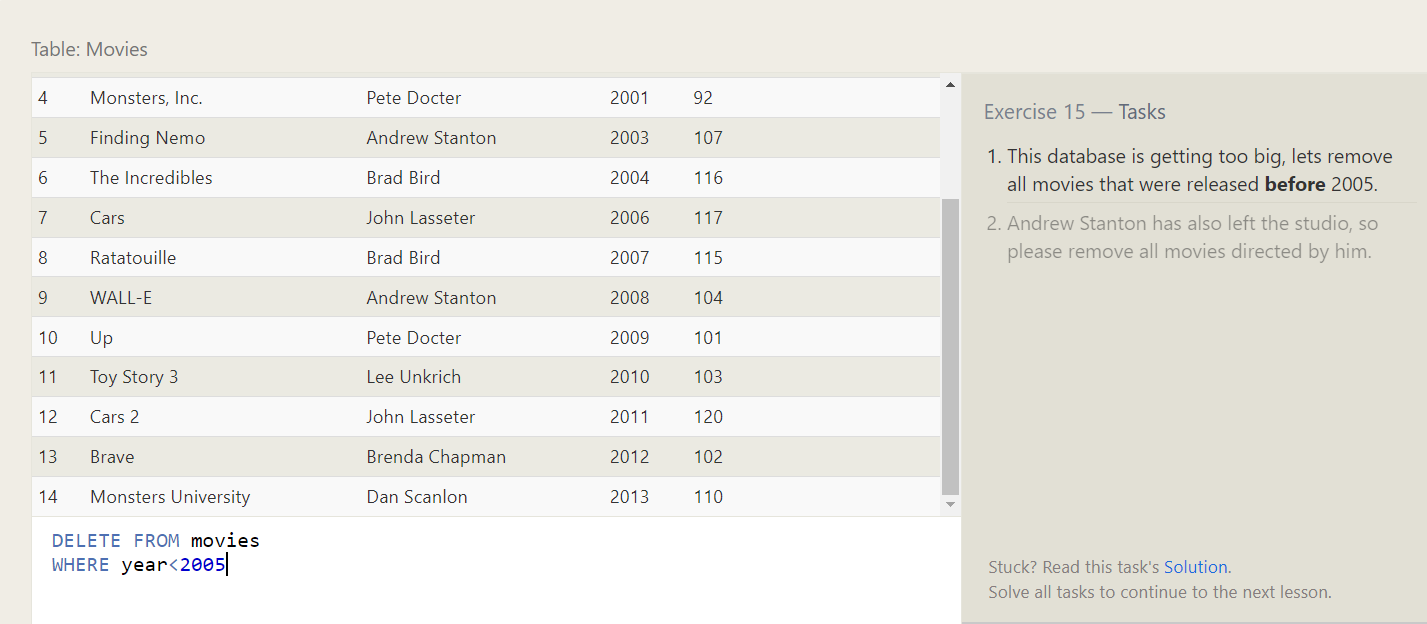 Table: Movies
4 Monsters, Inc. Pete Docter 2001 92
5 Finding Nemo Andrew Stanton 2003 107
6 The Incredibles Brad Bird 2004 116
7 Cars John Lasseter 2006 117
8 Ratatouille Brad Bird 2007 115
9 WALL-E Andrew Stanton 2008 104
10 Up Pete Docter 2009 101
11 Toy Story 3 Lee Unkrich 2010 103
12 Cars 2 John Lasseter 2011 120
13 Brave Brenda Chapman 2012 102
14 Monsters University Dan Scanlon 2013 110
DELETE FROM movies
WHERE year<2005
Exercise 15 — Tasks
1. This database is getting too big, lets remove
all movies that were released before 2005.
2. Andrew Stanton has also left the studio, so
please remove all movies directed by him.
Stuck? Read this task's Solution.
Solve all tasks to continue to the next lesson.